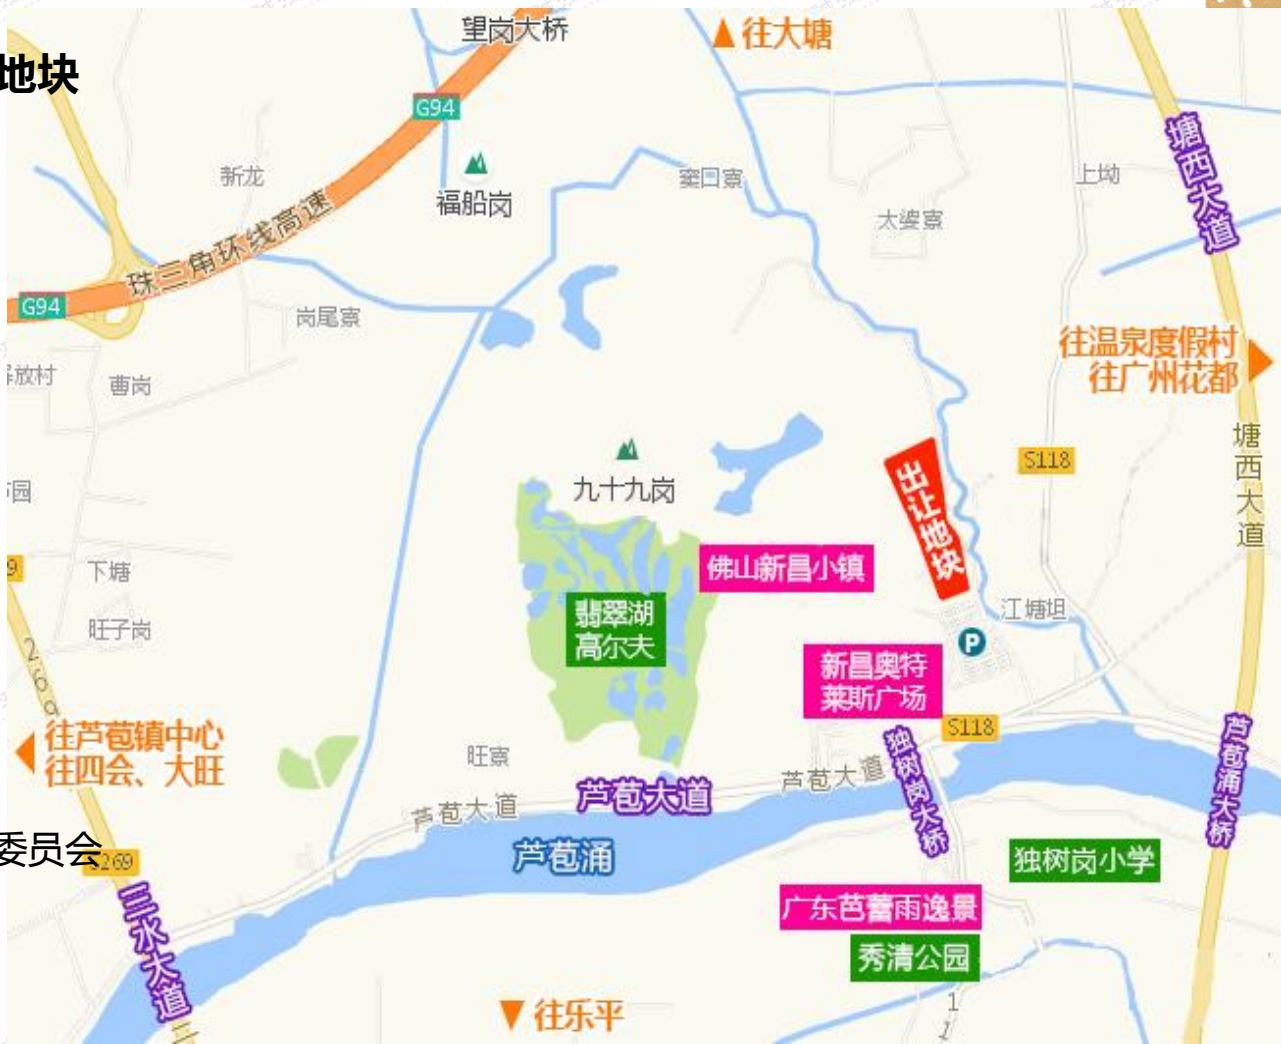 望岗大桥
往大塘
地块
G94
塘西大道
新龙
福船岗
窦口寮
上坳
太婆寮
珠三角环线高速
G94
岗尾寮
往温泉度假村
往广州花都
放村
曹岗
塘西大道
S118
九十九岗
出让地块
园
9
下塘
佛山新昌小镇
旺子岗
翡翠湖
高尔夫
江塘坦
P
269
新昌奥特
莱斯广场
S118
往芦苞镇中心
往四会、大旺
旺寮
独树岗大桥
芦苞涌大桥
芦苞大道
芦苞大道
芦苞大道
委员会
S269
芦苞涌
独树岗小学
三水大道
广东芭蕾雨逸景
秀清公园
往乐平
三
1
1